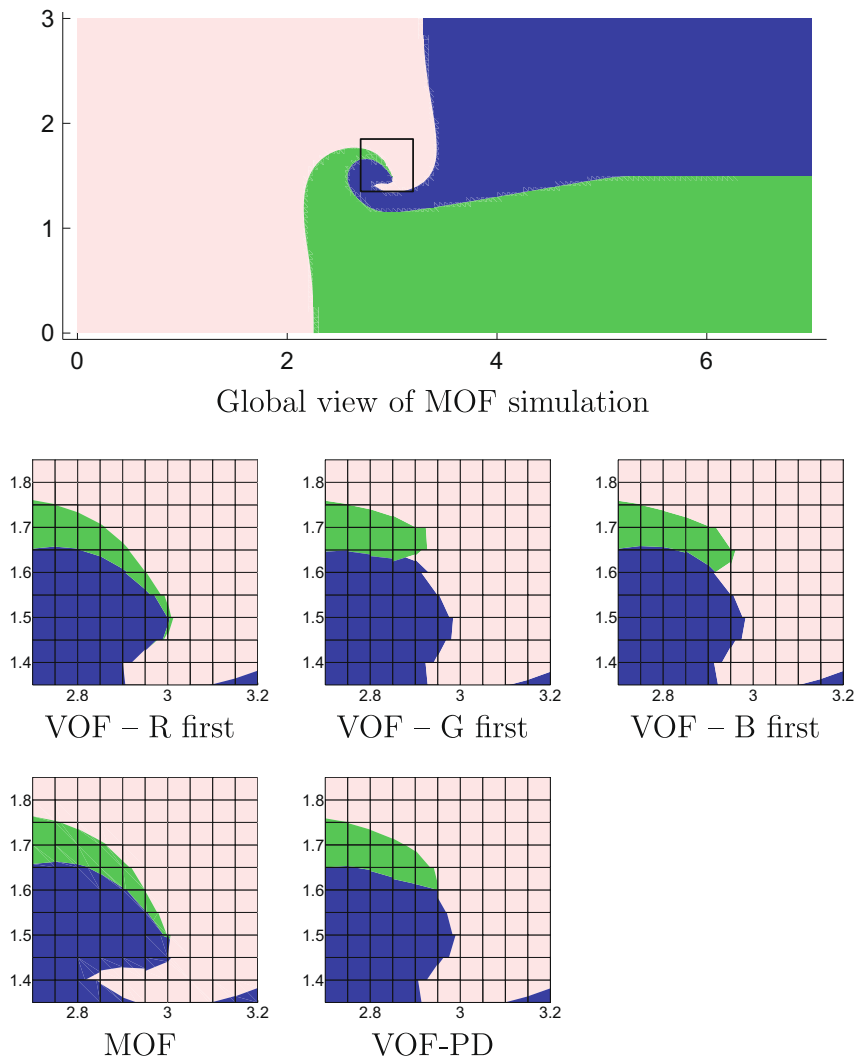 3
2
1
0
0 2 4 6
Global view of MOF simulation
1.8 1.8 1.8
1.7 1.7 1.7
1.6 1.6 1.6
1.5 1.5 1.5
1.4 1.4 1.4
2.8 3 3.2 2.8 3 3.2 2.8 3 3.2
VOF – R first VOF – G first VOF – B first
1.8 1.8
1.7 1.7
1.6 1.6
1.5 1.5
1.4 1.4
2.8 3 3.2 2.8 3 3.2
MOF VOF-PD